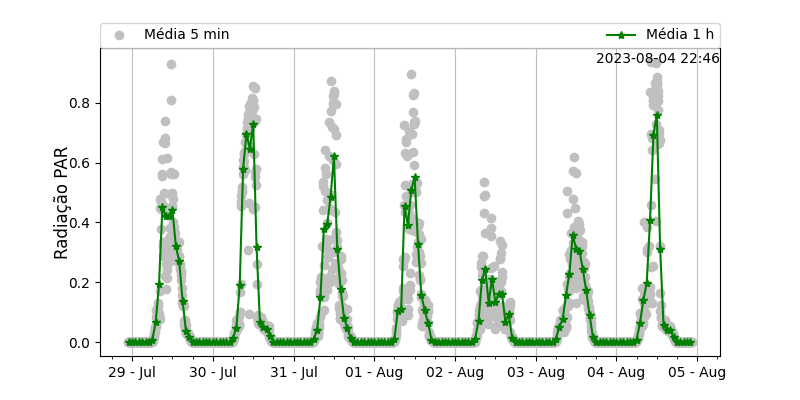 Média 5 min
Média 1 h
2023-08-04 22:46
Radiação PAR
0.8
0.6
0.4
0.2
0.0
29 - Jul
30 - Jul
31 - Jul
01 - Aug
02 - Aug
03 - Aug
04 - Aug
05 - Aug